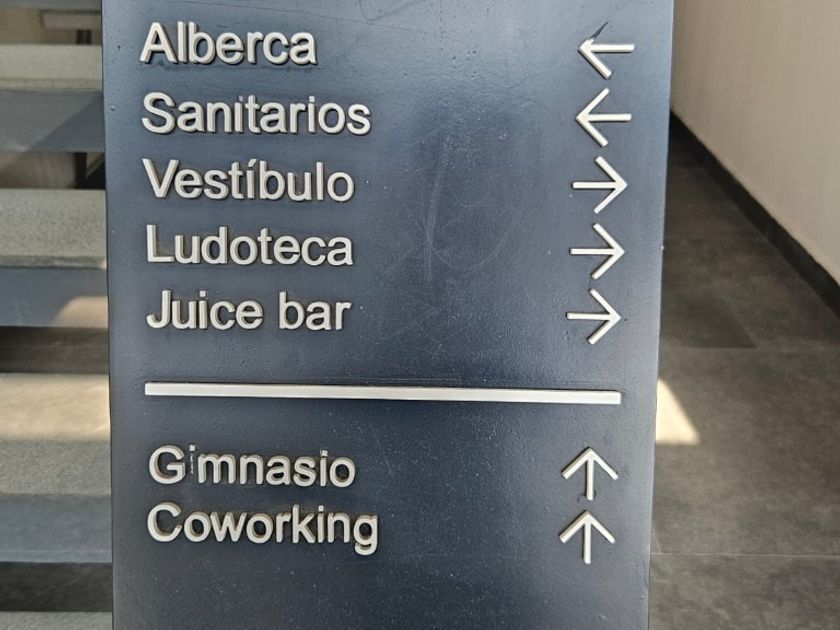 Alberca ←
Sanitarios ←
Vestíbulo →
Ludoteca →
Juice bar →
Gimnasio ↑
Coworking ↑